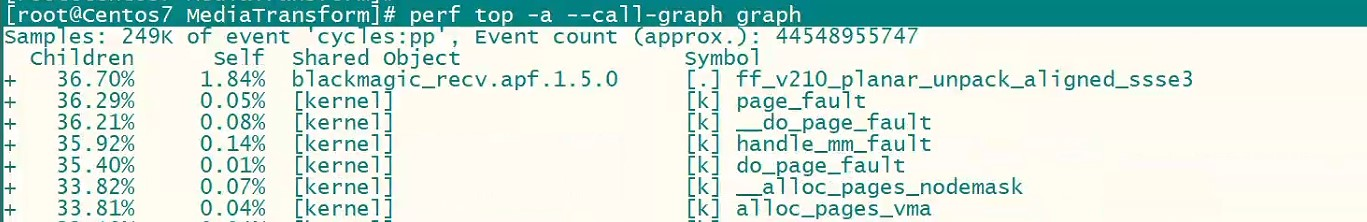 [root@Centos7 MediaTransform]# perf top -a --call-graph graph
Samples: 249K of event 'cycles:pp', Event count (approx.): 44548955747
Children Self Shared Object Symbol
+ 36.70% 1.84% blackmagic_recv.apf.1.5.0 [.] ff_v210_planar_unpack_aligned_ssse3
+ 36.29% 0.05% [kernel] [k] page_fault
+ 36.21% 0.08% [kernel] [k] __do_page_fault
+ 35.92% 0.14% [kernel] [k] handle_mm_fault
+ 35.40% 0.01% [kernel] [k] do_page_fault
+ 33.82% 0.07% [kernel] [k] __alloc_pages_nodemask
+ 33.81% 0.04% [kernel] [k] alloc_pages_vma